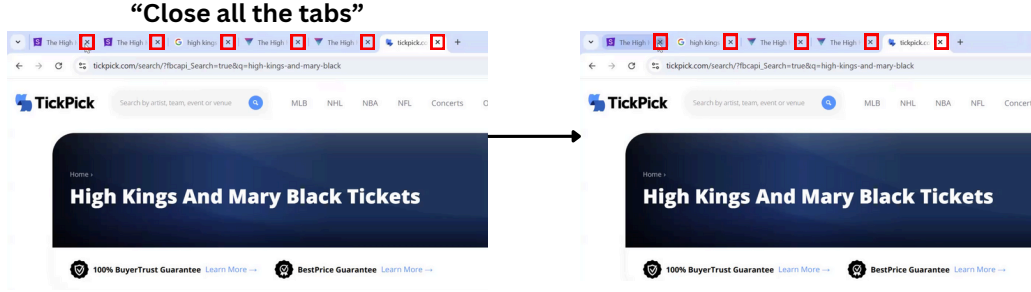 “Close all the tabs”
The High
The High
G high king
The High
The High
tickpick.c
tickpick.com/search/?fbcapi_Search=true&q=high-kings-and-mary-black
TickPick
Search by artist, team, event or venue
MLB NHL NBA NFL Concerts
Home ›
High Kings And Mary Black Tickets
100% BuyerTrust Guarantee Learn More →
BestPrice Guarantee Learn More →
The High
G high king
The High
The High
tickpick.c
tickpick.com/search/?fbcapi_Search=true&q=high-kings-and-mary-black
TickPick
Search by artist, team, event or venue
MLB NHL NBA NFL Concert
Home ›
High Kings And Mary Black Tickets
100% BuyerTrust Guarantee Learn More →
BestPrice Guarantee Learn More →